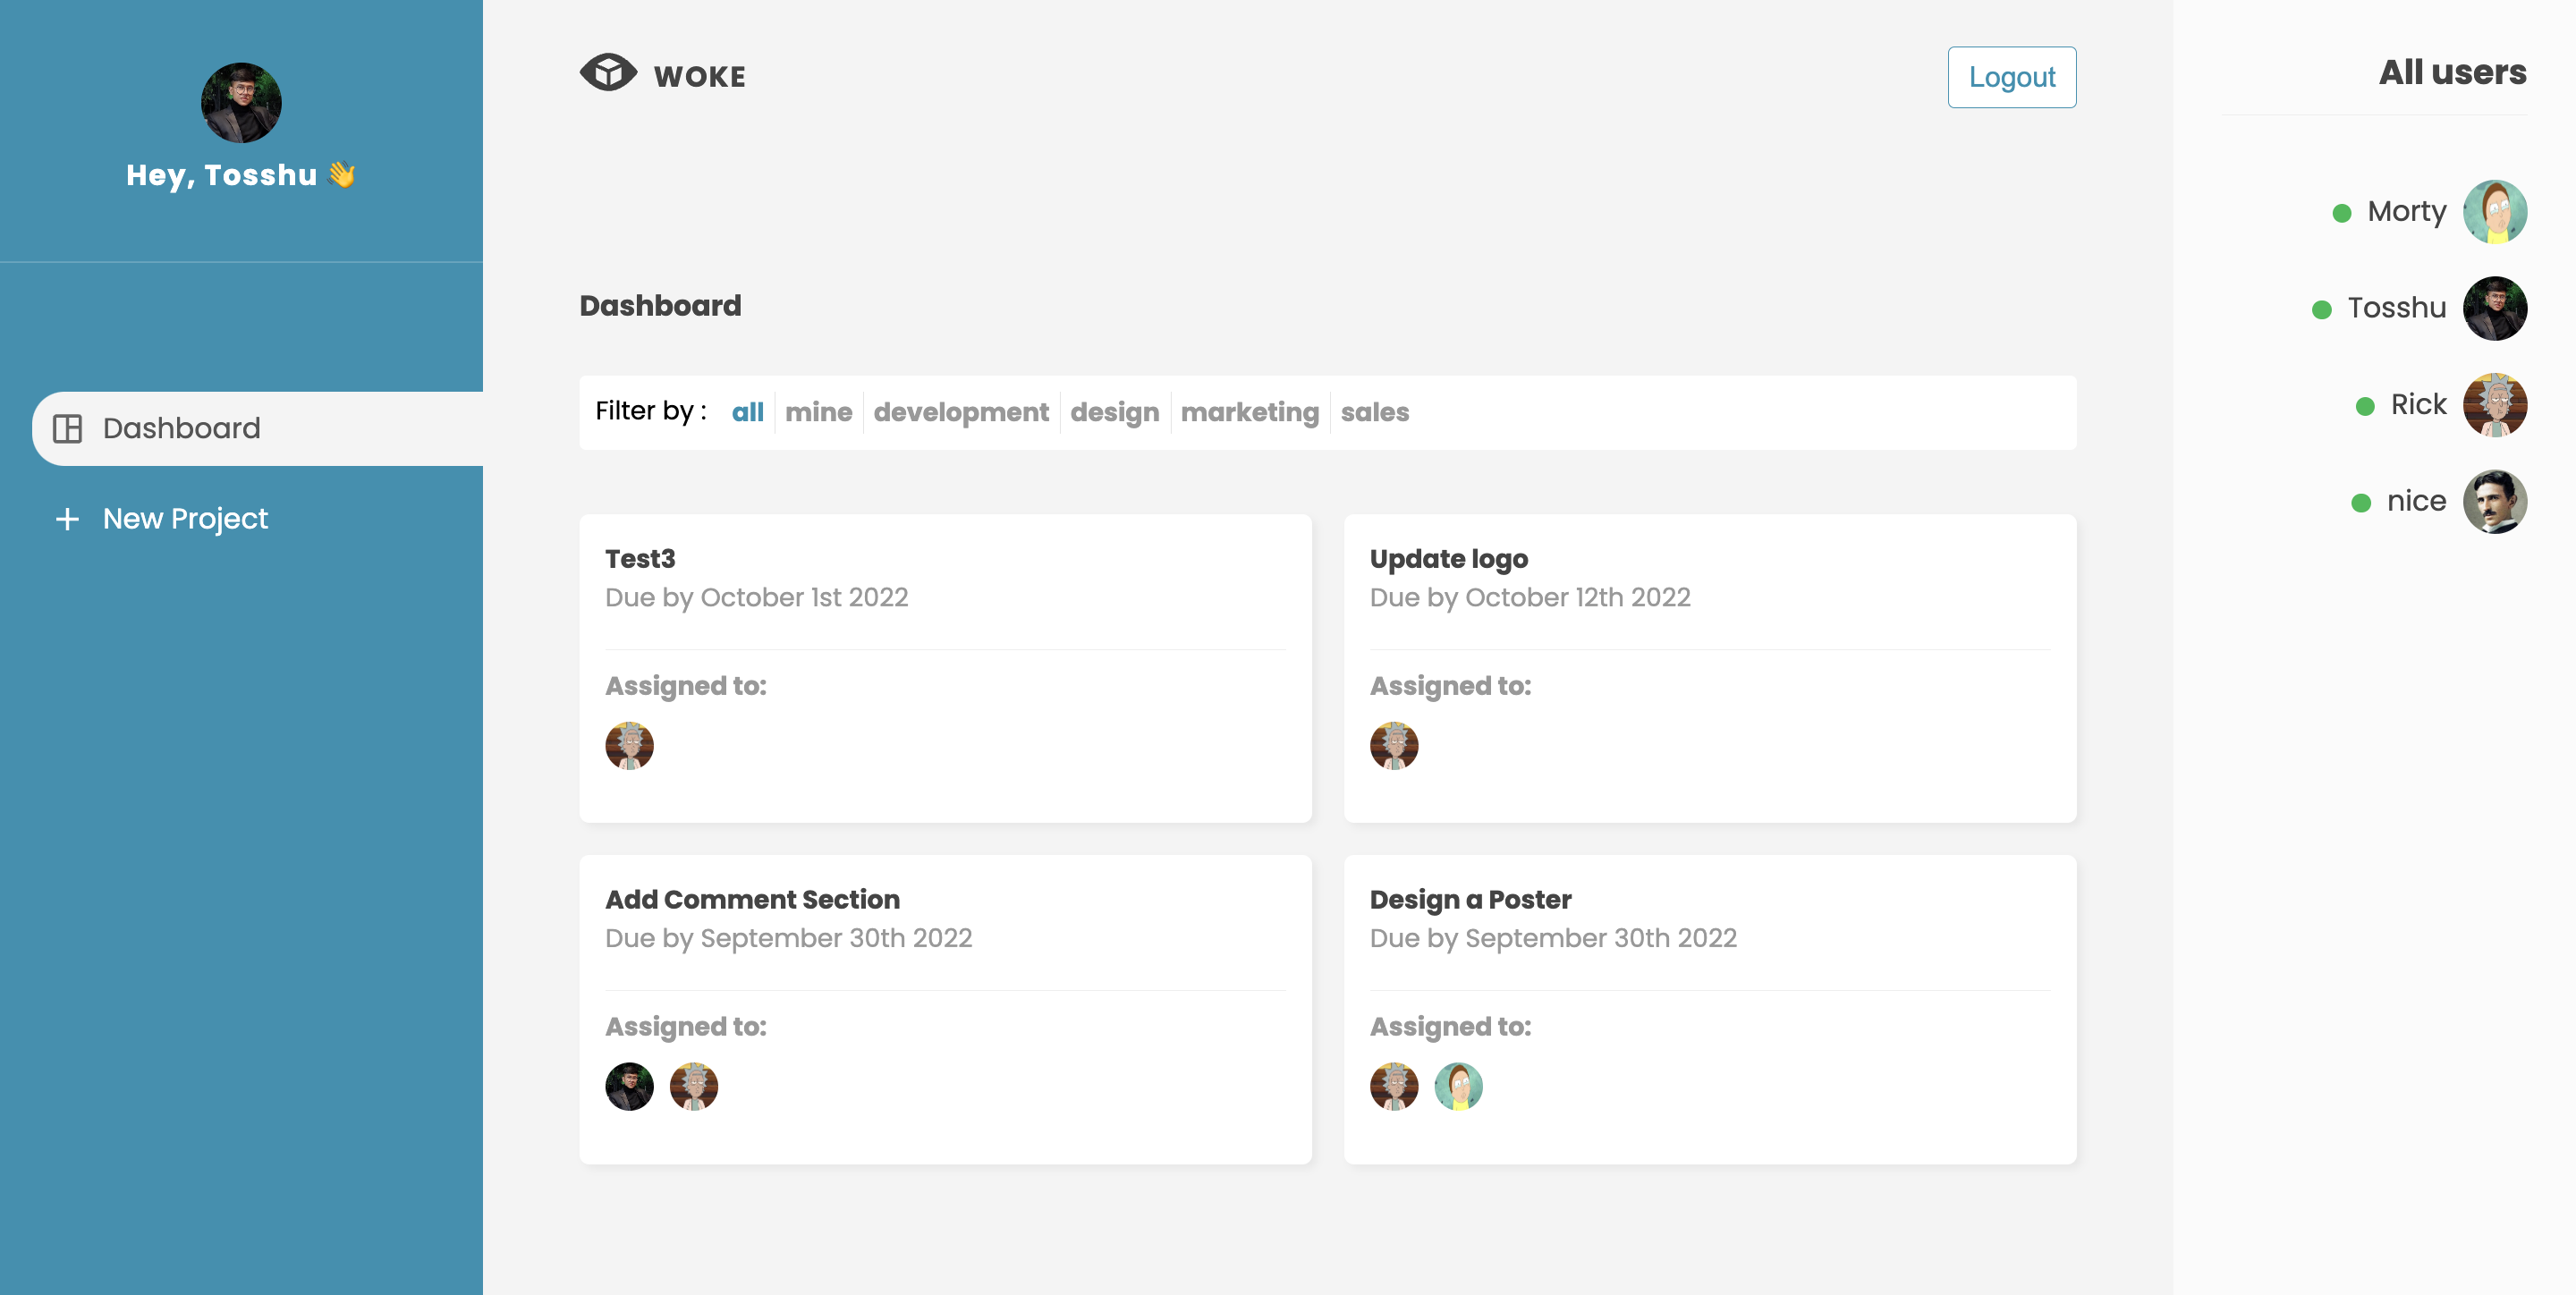 Hey, Tosshu 👋
Dashboard
New Project
WOKE
Logout
Dashboard
Filter by : all mine development design marketing sales
Test3
Due by October 1st 2022
Assigned to:
Update logo
Due by October 12th 2022
Assigned to:
Add Comment Section
Due by September 30th 2022
Assigned to:
Design a Poster
Due by September 30th 2022
Assigned to:
All users
Morty
Tosshu
Rick
nice